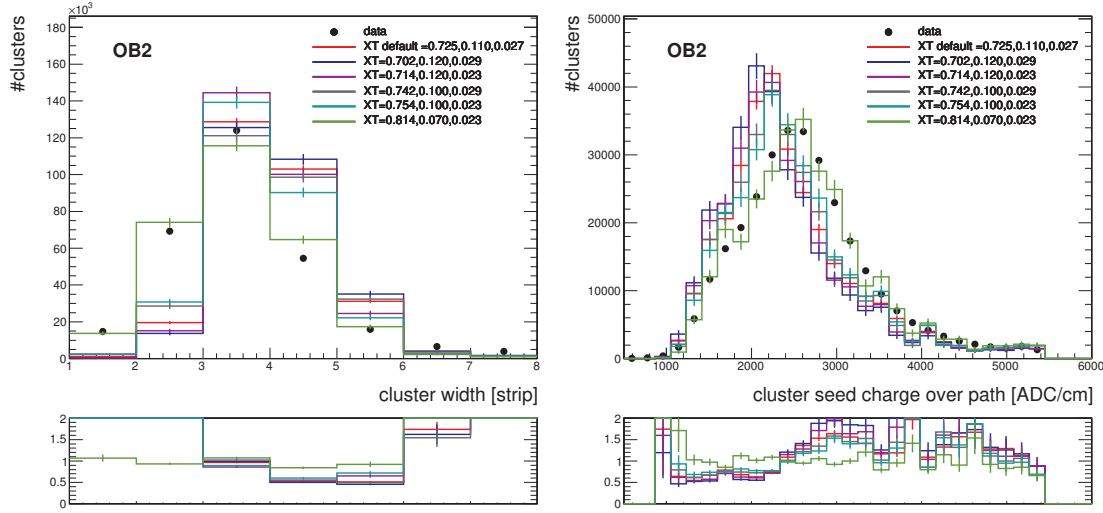 ×10³
180
160
140
120
100
80
60
40
20
0
#clusters
OB2
data
XT default =0.725,0.110,0.027
XT=0.702,0.120,0.029
XT=0.714,0.120,0.023
XT=0.742,0.100,0.029
XT=0.754,0.100,0.023
XT=0.814,0.070,0.023
1 2 3 4 5 6 7 8
cluster width [strip]
2
1.5
1
0.5
0
50000
40000
30000
20000
10000
0
#clusters
OB2
data
XT default =0.725,0.110,0.027
XT=0.702,0.120,0.029
XT=0.714,0.120,0.023
XT=0.742,0.100,0.029
XT=0.754,0.100,0.023
XT=0.814,0.070,0.023
1000 2000 3000 4000 5000 6000
cluster seed charge over path [ADC/cm]
2
1.5
1
0.5
0